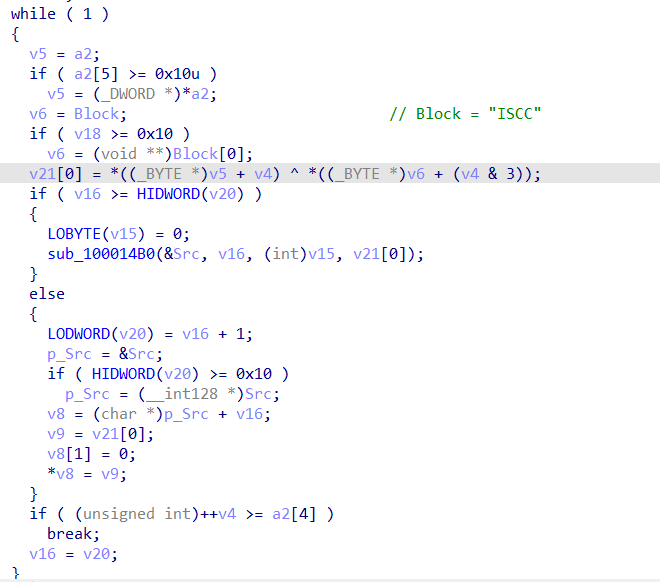 while ( 1 )
{
v5 = a2;
if ( a2[5] >= 0x10u )
v5 = (_DWORD *)*a2;
v6 = Block; // Block = "ISCC"
if ( v18 >= 0x10 )
v6 = (void **)Block[0];
v21[0] = *((_BYTE *)v5 + v4) ^ *((_BYTE *)v6 + (v4 & 3));
if ( v16 >= HIDWORD(v20) )
{
LOBYTE(v15) = 0;
sub_100014B0(&Src, v16, (int)v15, v21[0]);
}
else
{
LODWORD(v20) = v16 + 1;
p_Src = &Src;
if ( HIDWORD(v20) >= 0x10 )
p_Src = (__int128 *)Src;
v8 = (char *)p_Src + v16;
v9 = v21[0];
v8[1] = 0;
*v8 = v9;
}
if ( (unsigned int)++v4 >= a2[4] )
break;
v16 = v20;
}